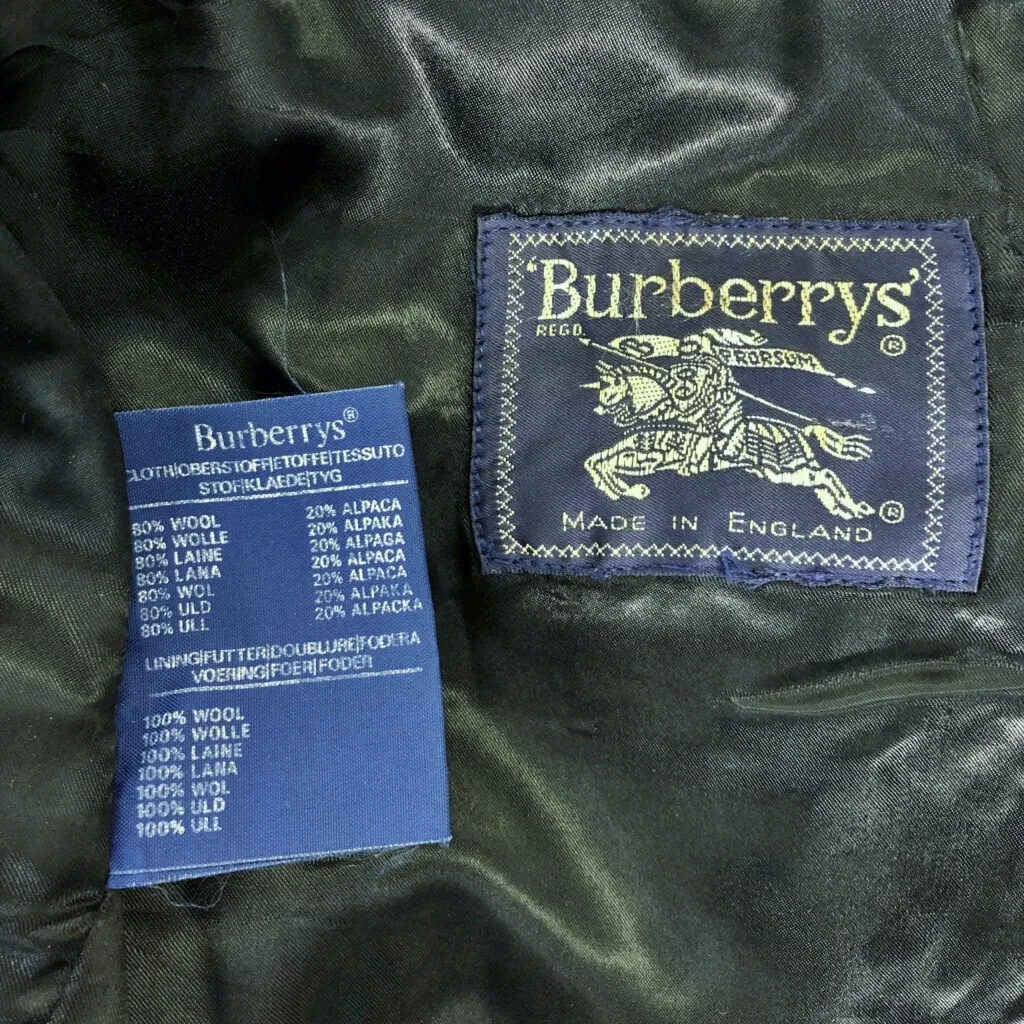 Burberrys®
CLOTH|OBERSTOFF|ETOFFE|TESSUTO
STOF|KLAEDE|TYG
80% WOOL 20% ALPACA
80% WOLLE 20% ALPAKA
80% LAINE 20% ALPAGA
80% LANA 20% ALPACA
80% WOL 20% ALPACA
80% ULD 20% ALPAKA
80% ULL 20% ALPACKA
LINING|FUTTER|DOUBLURE|FODERA
VOERING|FOER|FODER
100% WOOL
100% WOLLE
100% LAINE
100% LANA
100% WOL
100% ULD
100% ULL
'Burberrys'
REGD. ®
PRORSUM
®
MADE IN ENGLAND